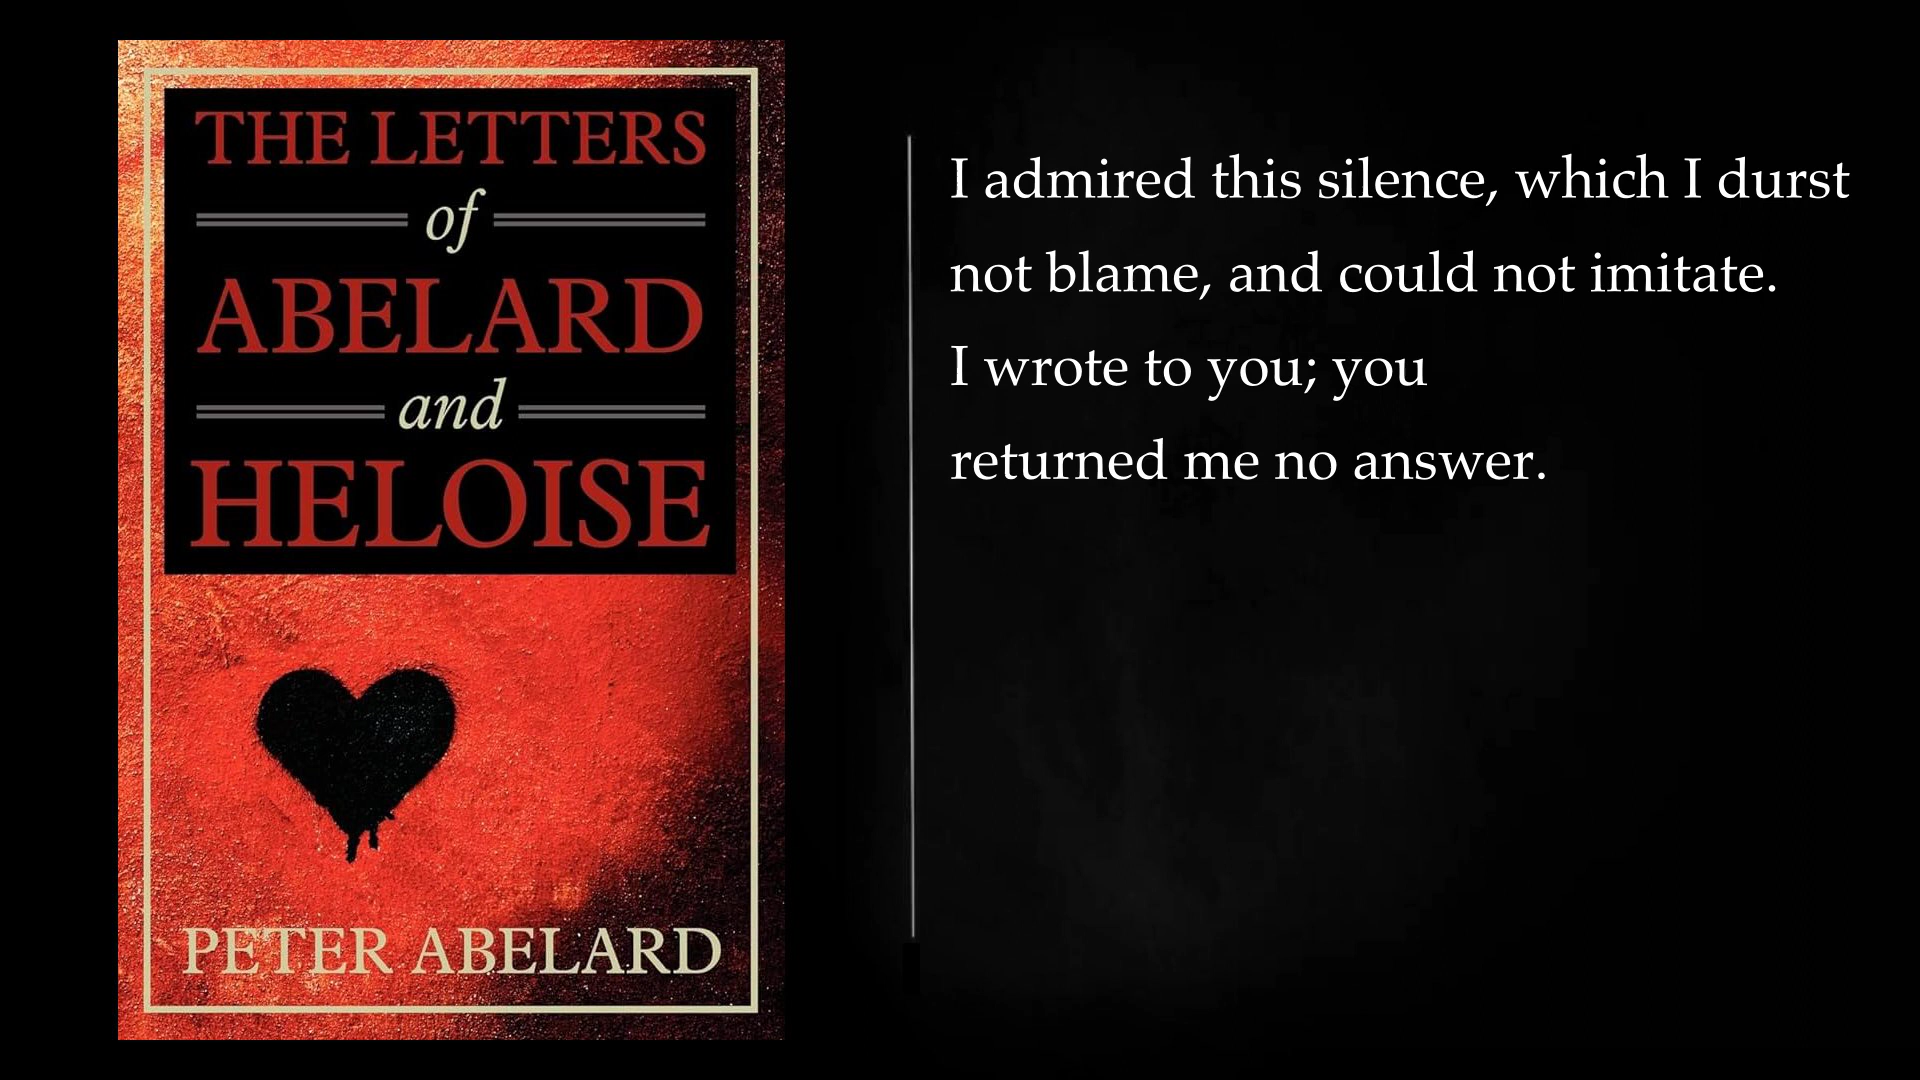 THE LETTERS
of
ABELARD
and
HELOISE
PETER ABELARD
I admired this silence, which I durst
not blame, and could not imitate.
I wrote to you; you
returned me no answer.